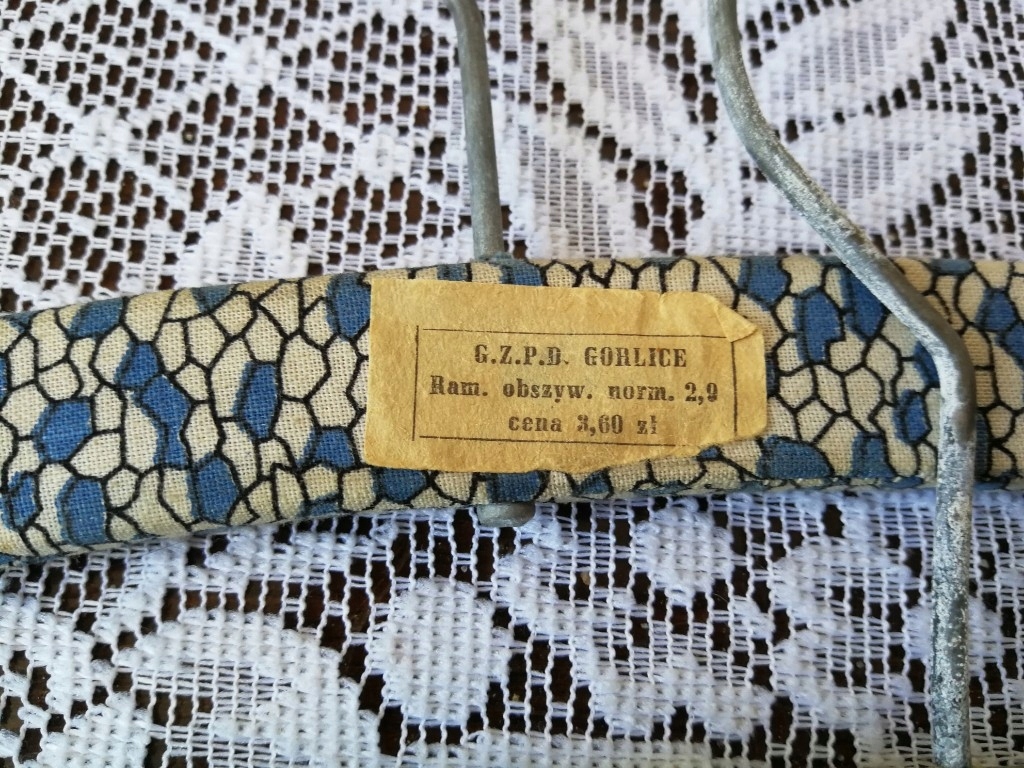 G.Z.P.D. GORLICE
Ram. obszyw. norm. 2,9
cena 3,60 zł